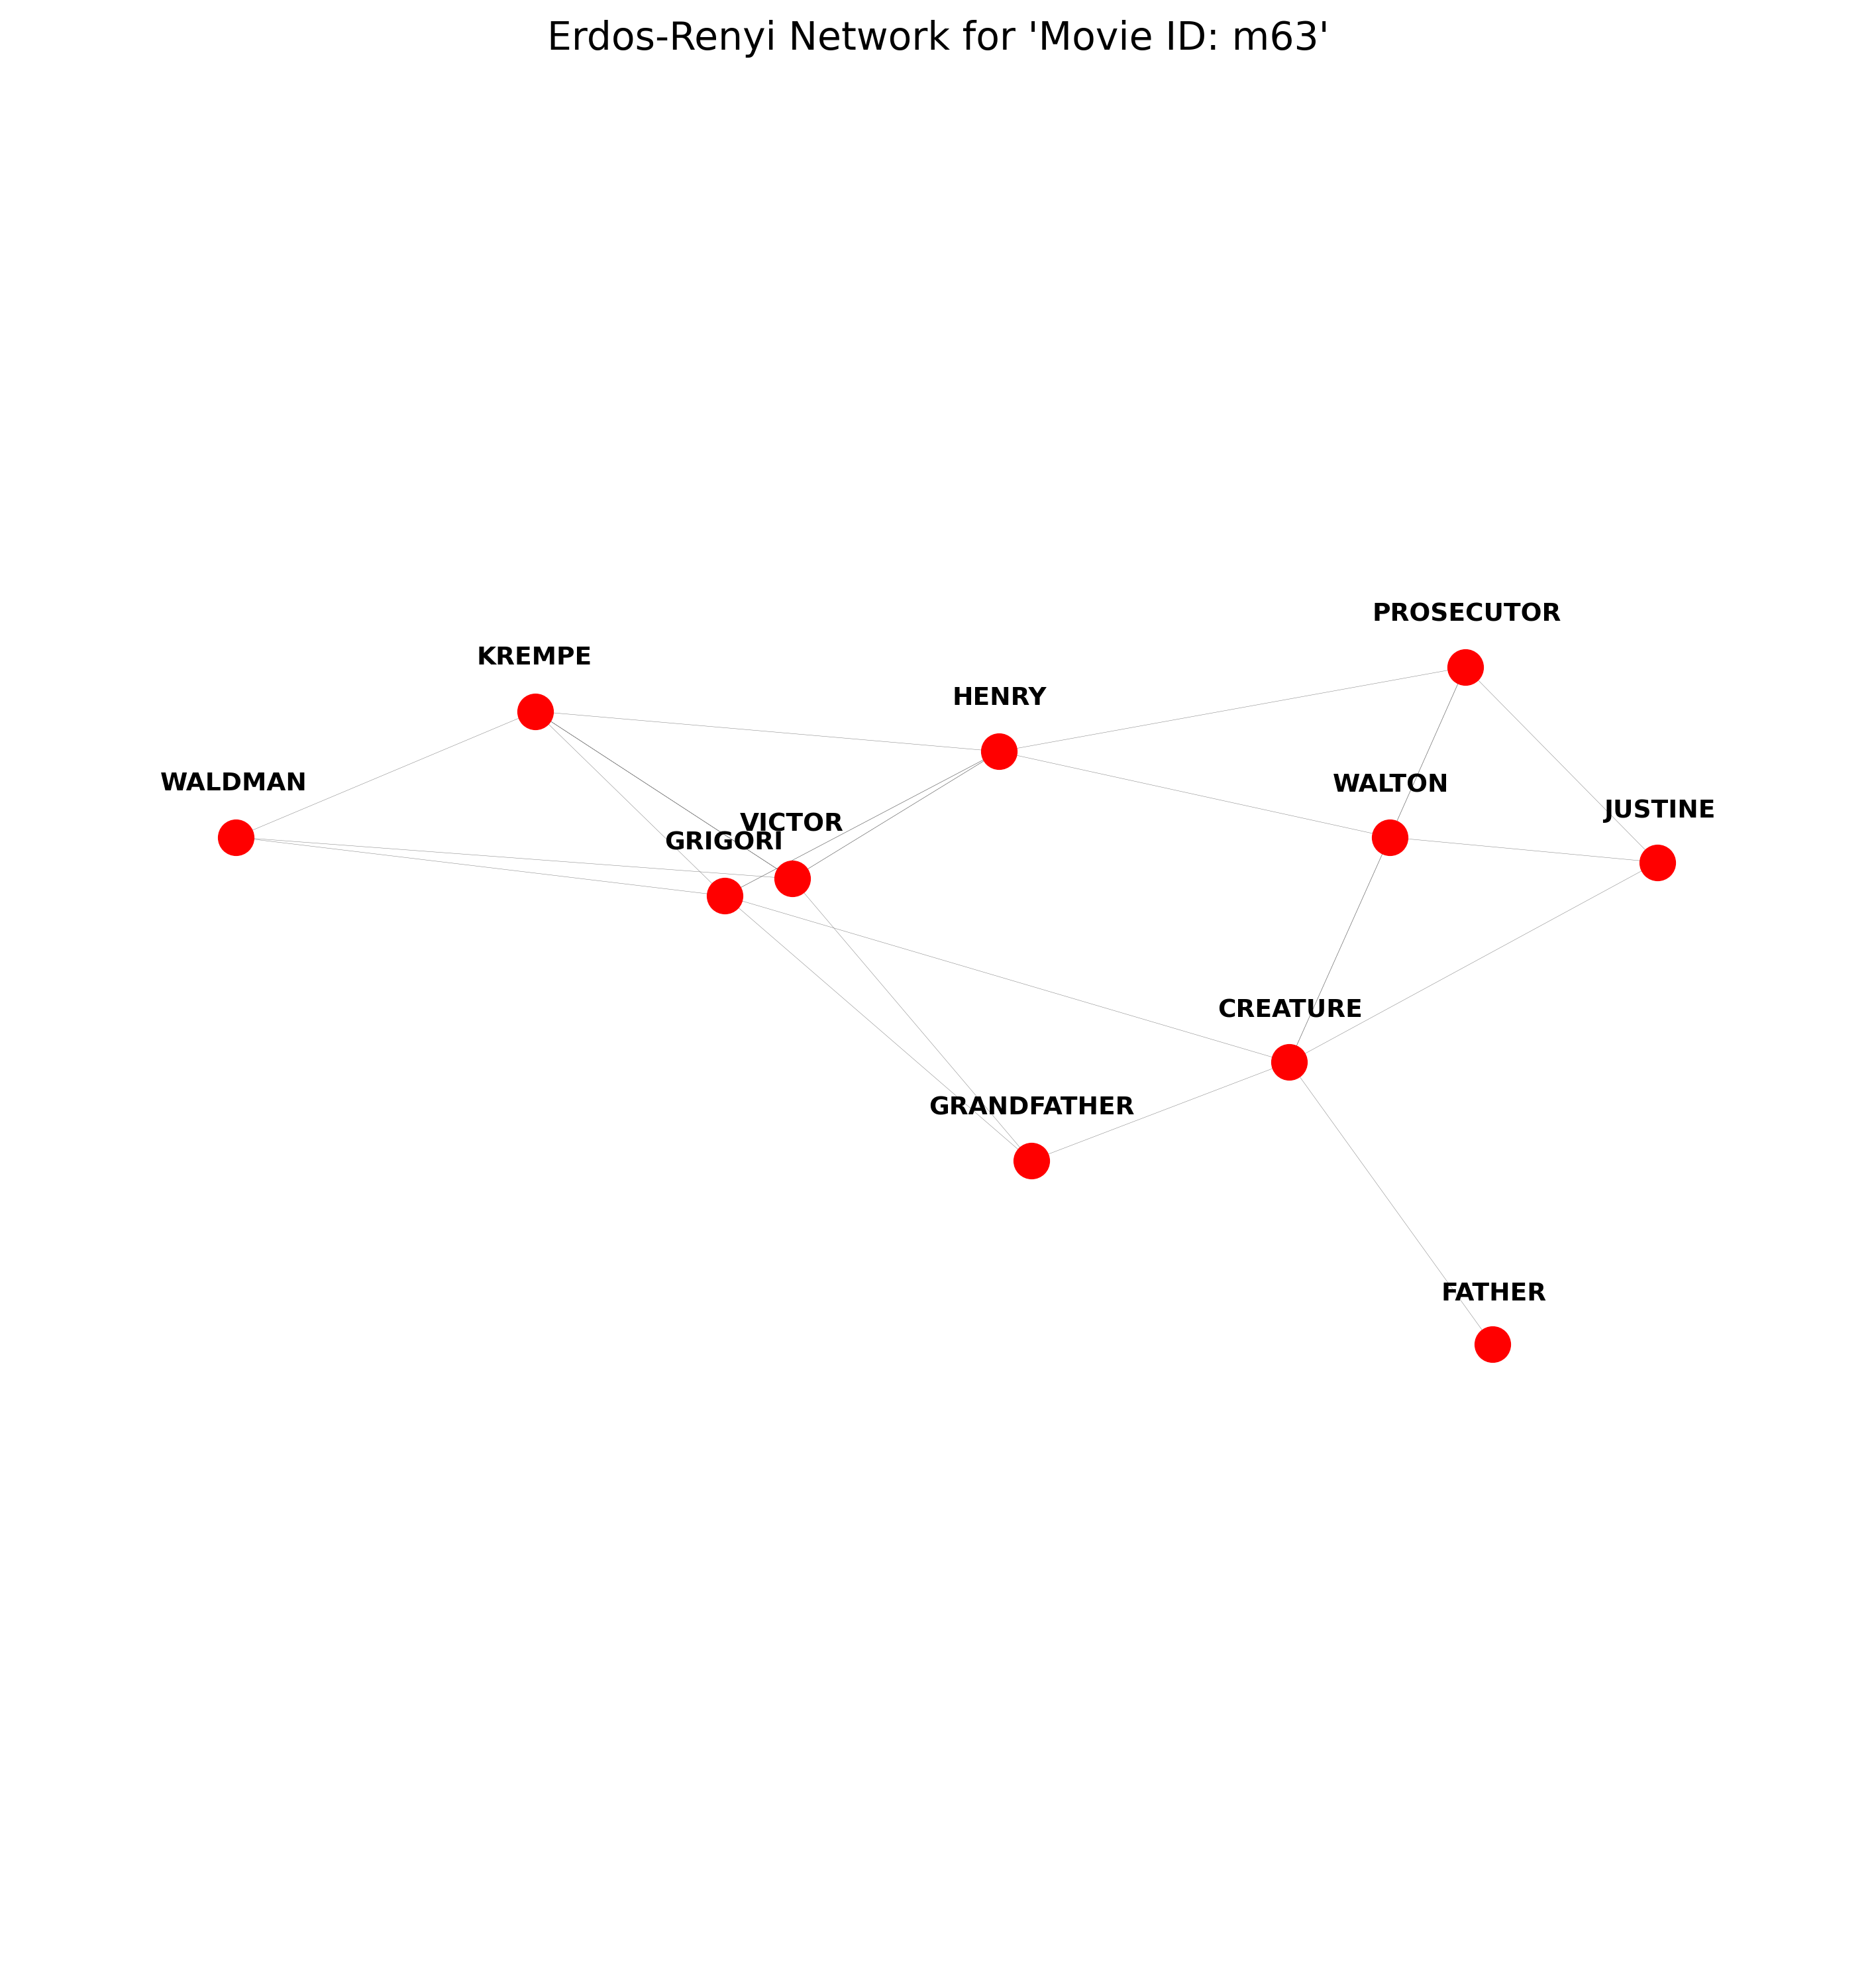 Erdos-Renyi Network for 'Movie ID: m63'
PROSECUTOR
KREMPE
HENRY
WALDMAN
WALTON
JUSTINE
VICTOR
GRIGORI
CREATURE
GRANDFATHER
FATHER